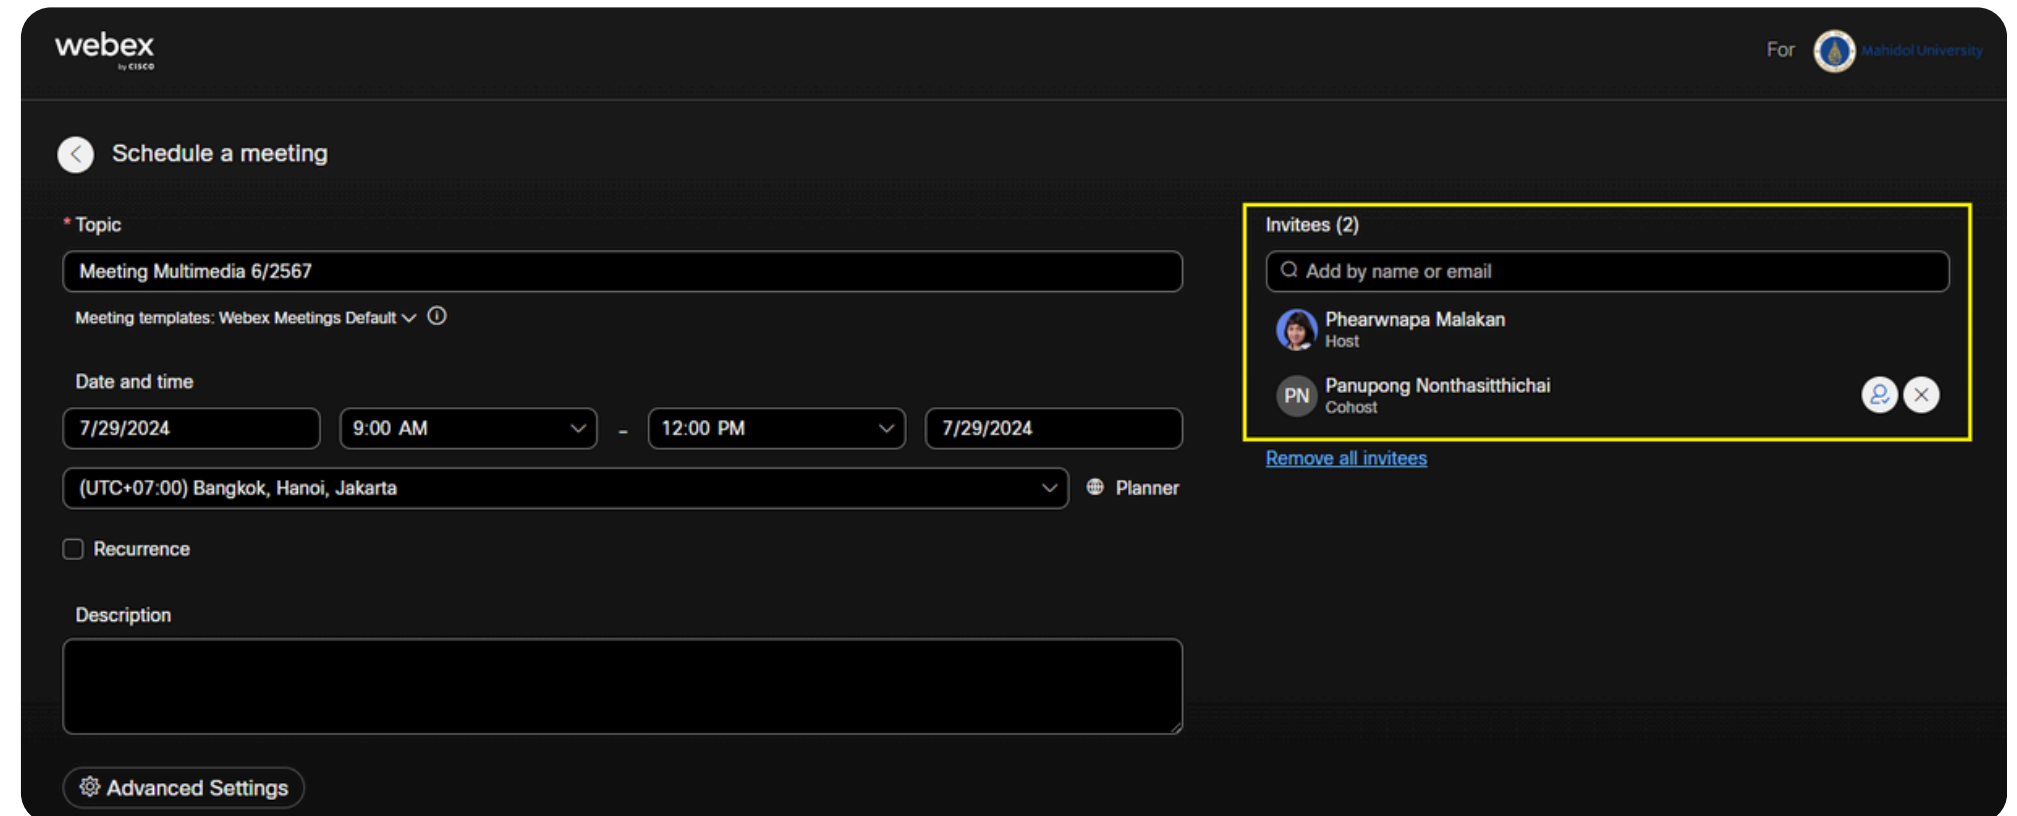 webex
by CISCO
For Mahidol University
Schedule a meeting
* Topic
Meeting Multimedia 6/2567
Meeting templates: Webex Meetings Default
Date and time
7/29/2024 9:00 AM - 12:00 PM 7/29/2024
(UTC+07:00) Bangkok, Hanoi, Jakarta Planner
Recurrence
Description
Advanced Settings
Invitees (2)
Add by name or email
Phearwnapa Malakan
Host
PN Panupong Nonthasitthichai
Cohost
Remove all invitees